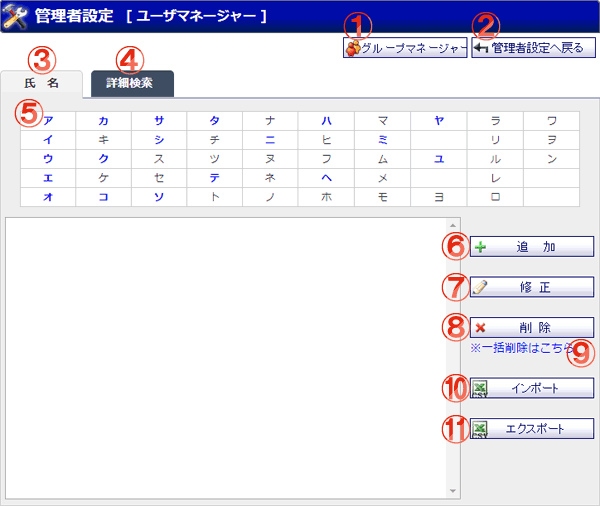 管理者設定 [ ユーザマネージャー ]
① ②
グループマネージャー 管理者設定へ戻る
③ ④
氏 名 詳細検索
⑤
ア カ サ タ ナ ハ マ ヤ ラ ワ
イ キ シ チ ニ ヒ ミ リ ヲ
ウ ク ス ツ ヌ フ ム ユ ル ン
エ ケ セ テ ネ ヘ メ レ
オ コ ソ ト ノ ホ モ ヨ ロ
⑥ 追 加
⑦ 修 正
⑧ 削 除
※一括削除はこちら ⑨
⑩ CSV インポート
⑪ CSV エクスポート